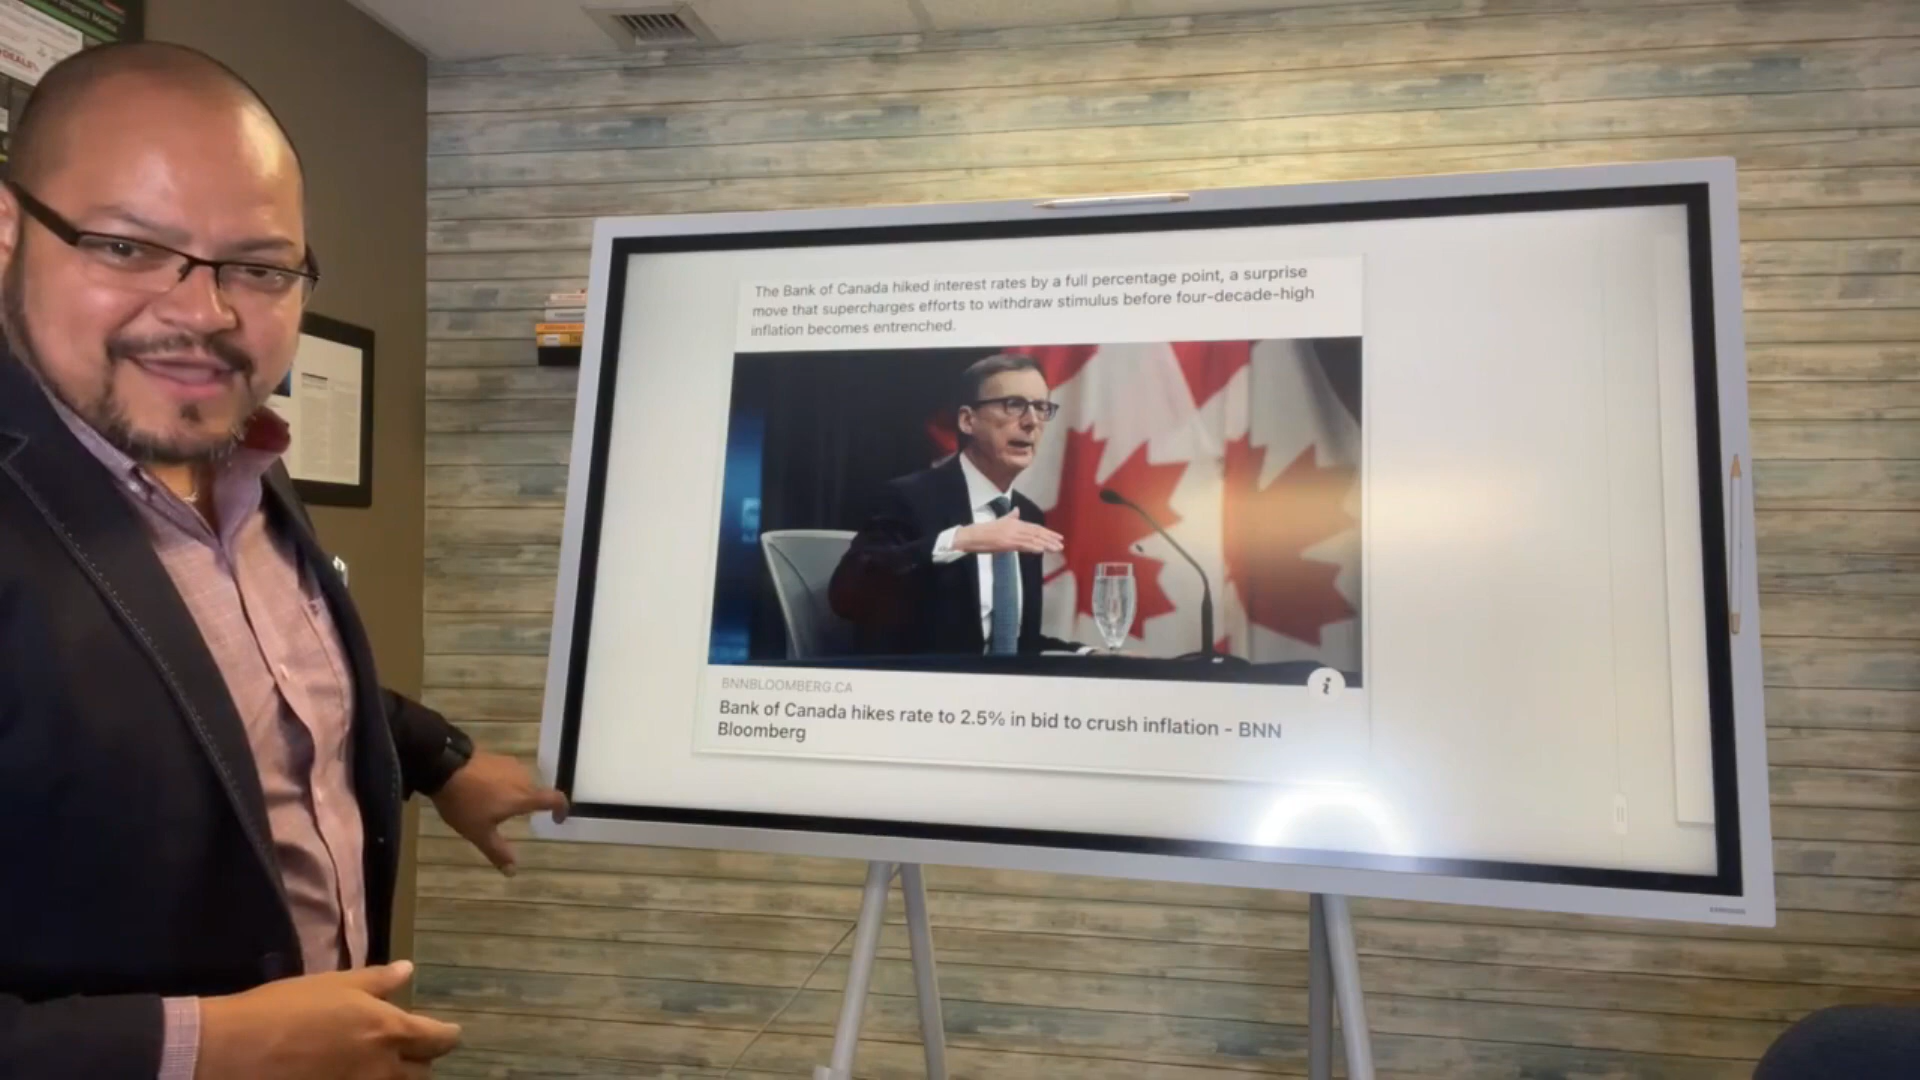 The Bank of Canada hiked interest rates by a full percentage point, a surprise
move that supercharges efforts to withdraw stimulus before four-decade-high
inflation becomes entrenched.
BNNBLOOMBERG.CA
Bank of Canada hikes rate to 2.5% in bid to crush inflation - BNN
Bloomberg
SAMSUNG